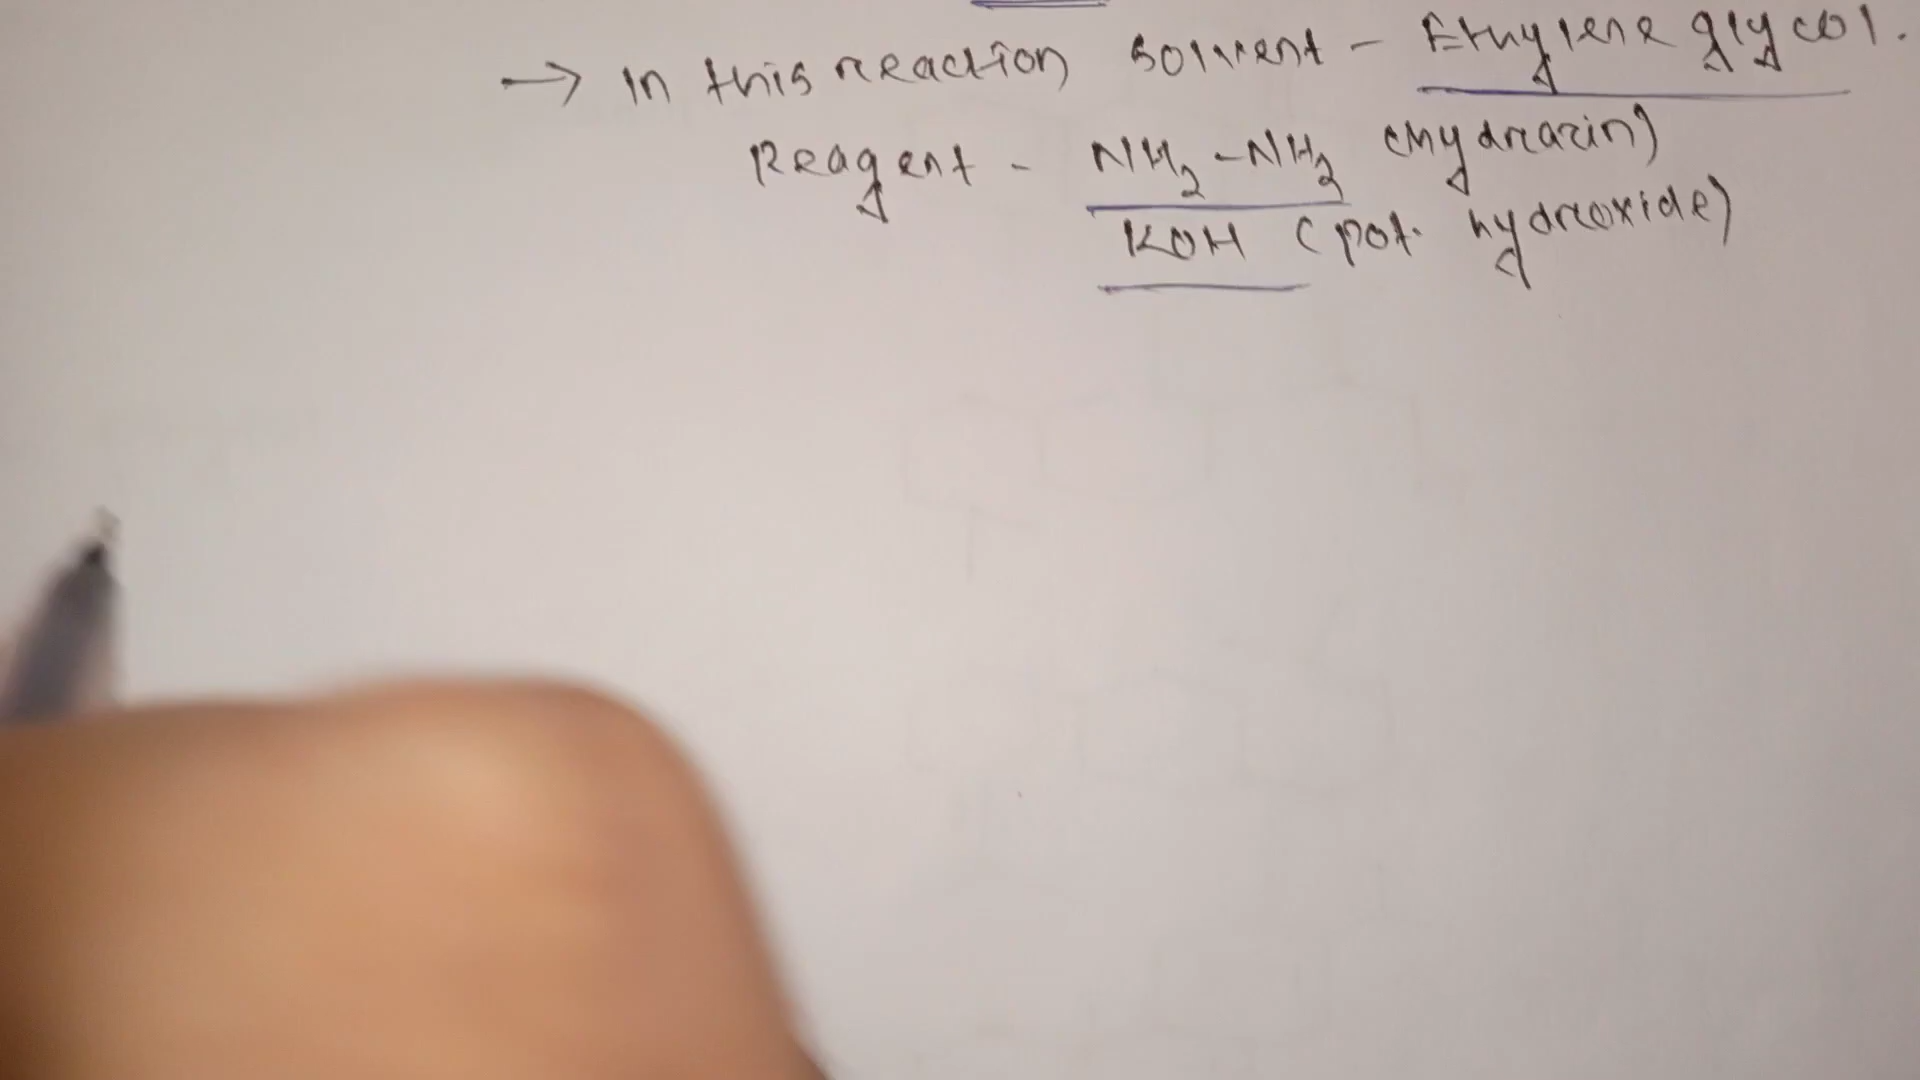 → In this reaction solvent - Ethylene glycol.
Reagent - NH2-NH2 (hydrazin)
KOH (pot. hydroxide)